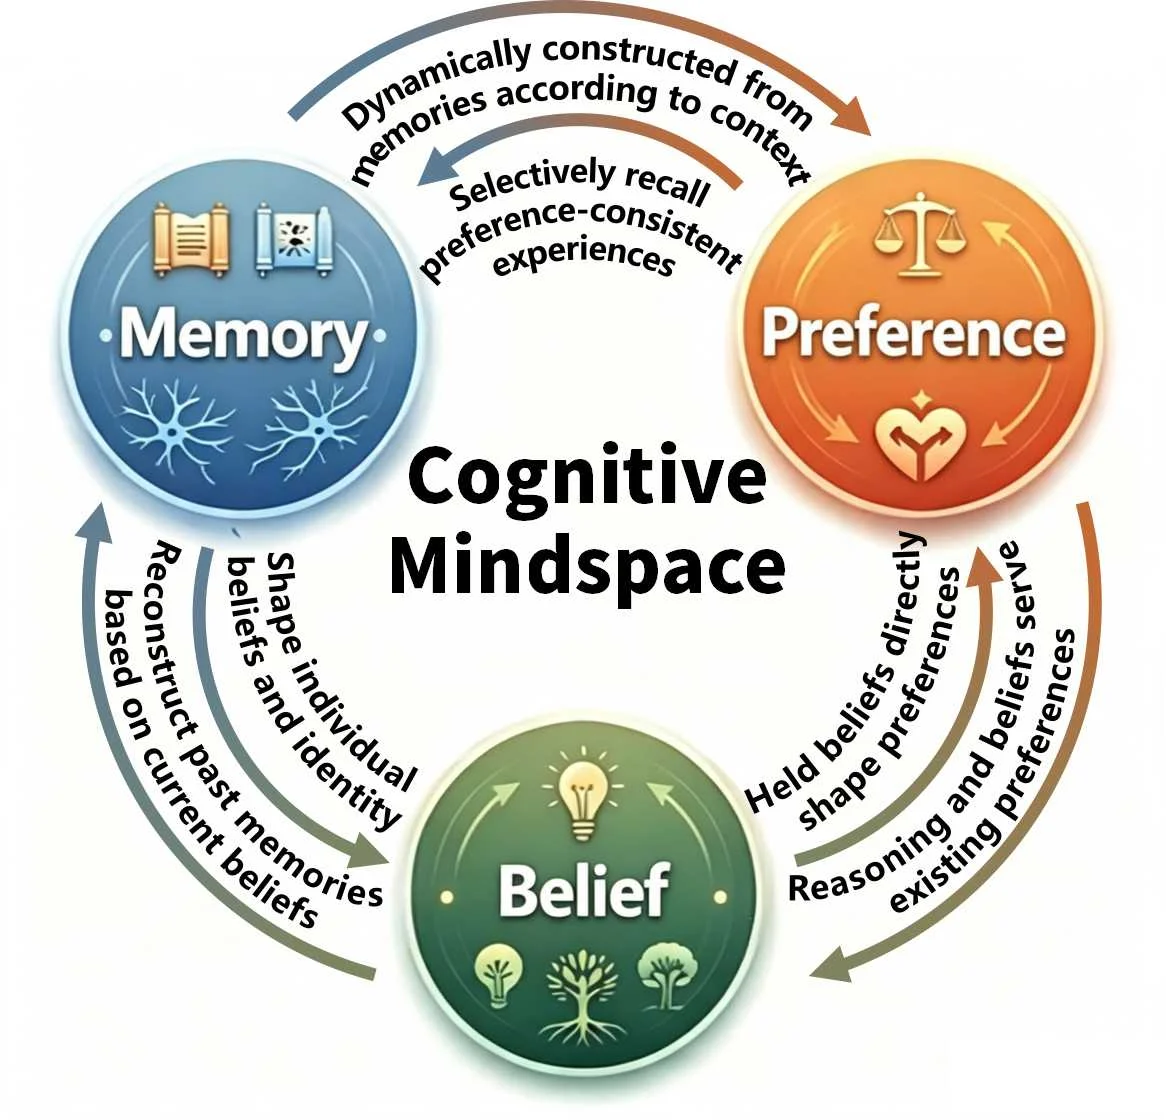 Dynamically constructed from
memories according to context
Selectively recall
preference-consistent
experiences
Memory
Preference
Cognitive
Mindspace
Reconstruct past memories
based on current beliefs
Shape individual
beliefs and identity
Held beliefs directly
shape preferences
Reasoning and beliefs serve
existing preferences
Belief